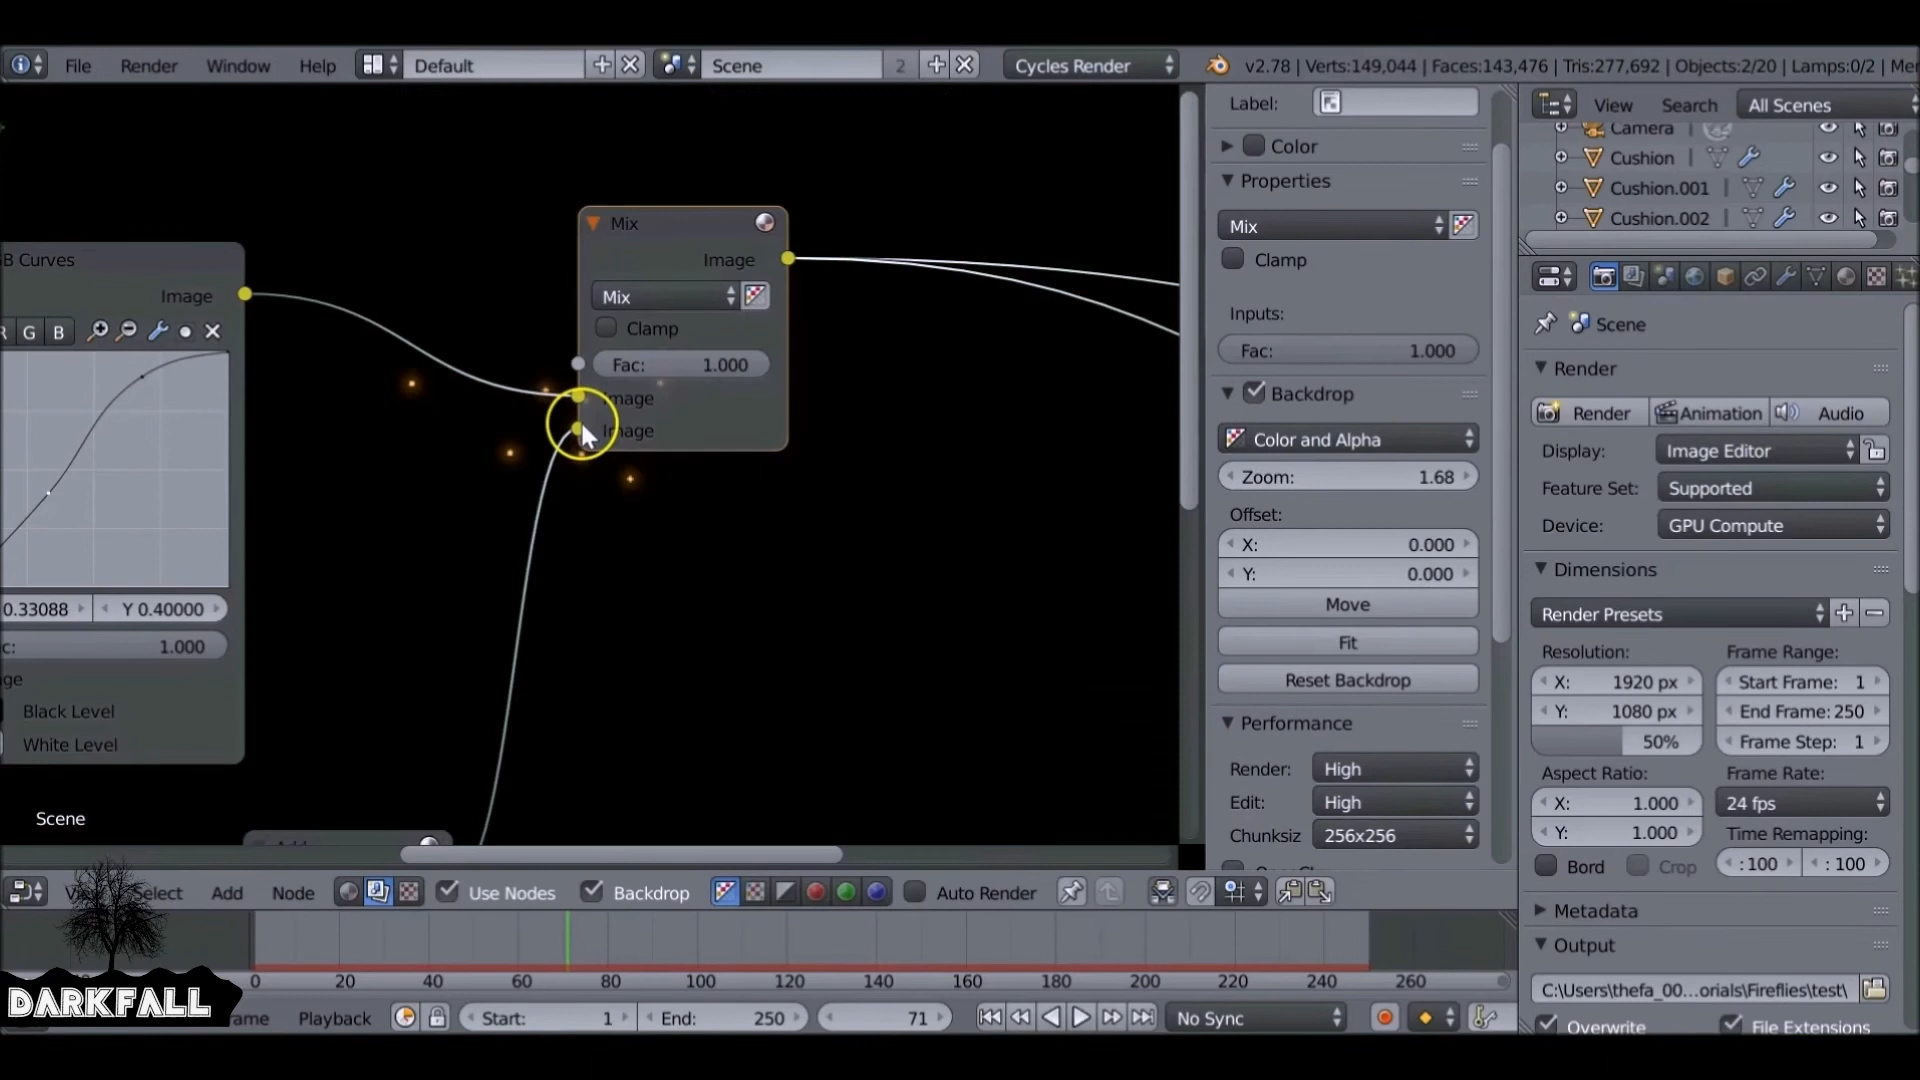 File Render Window Help Default Scene 2 Cycles Render v2.78 | Verts:149,044 | Faces:143,476 | Tris:277,692 | Objects:2/20 | Lamps:0/2 |
Label:
View Search All Scenes
Camera
Color
Cushion
Properties
Cushion.001
Mix
Cushion.002
Clamp
Inputs:
Fac: 1.000
Backdrop
Color and Alpha
Zoom: 1.68
Offset:
X: 0.000
Y: 0.000
Move
Fit
Reset Backdrop
Performance
Render: High
Edit: High
Chunksiz 256x256
Mix
Image
Mix
Clamp
Fac: 1.000
Image
Image
B Curves
Image
R G B
0.33088 Y 0.40000
c: 1.000
ge
Black Level
White Level
Scene
Scene
Render
Render Animation Audio
Display: Image Editor
Feature Set: Supported
Device: GPU Compute
Dimensions
Render Presets
Resolution: Frame Range:
X: 1920 px Start Frame: 1
Y: 1080 px End Frame: 250
50% Frame Step: 1
Aspect Ratio: Frame Rate:
X: 1.000 24 fps
Y: 1.000 Time Remapping:
Bord Crop : 100 : 100
Metadata
Output
C:\Users\thefa_00...orials\Fireflies\test\
Overwrite File Extensions
Select Add Node Use Nodes Backdrop Auto Render
0 20 40 60 80 100 120 140 160 180 200 220 240 260
DARKFALL
rame Playback Start: 1 End: 250 71 No Sync